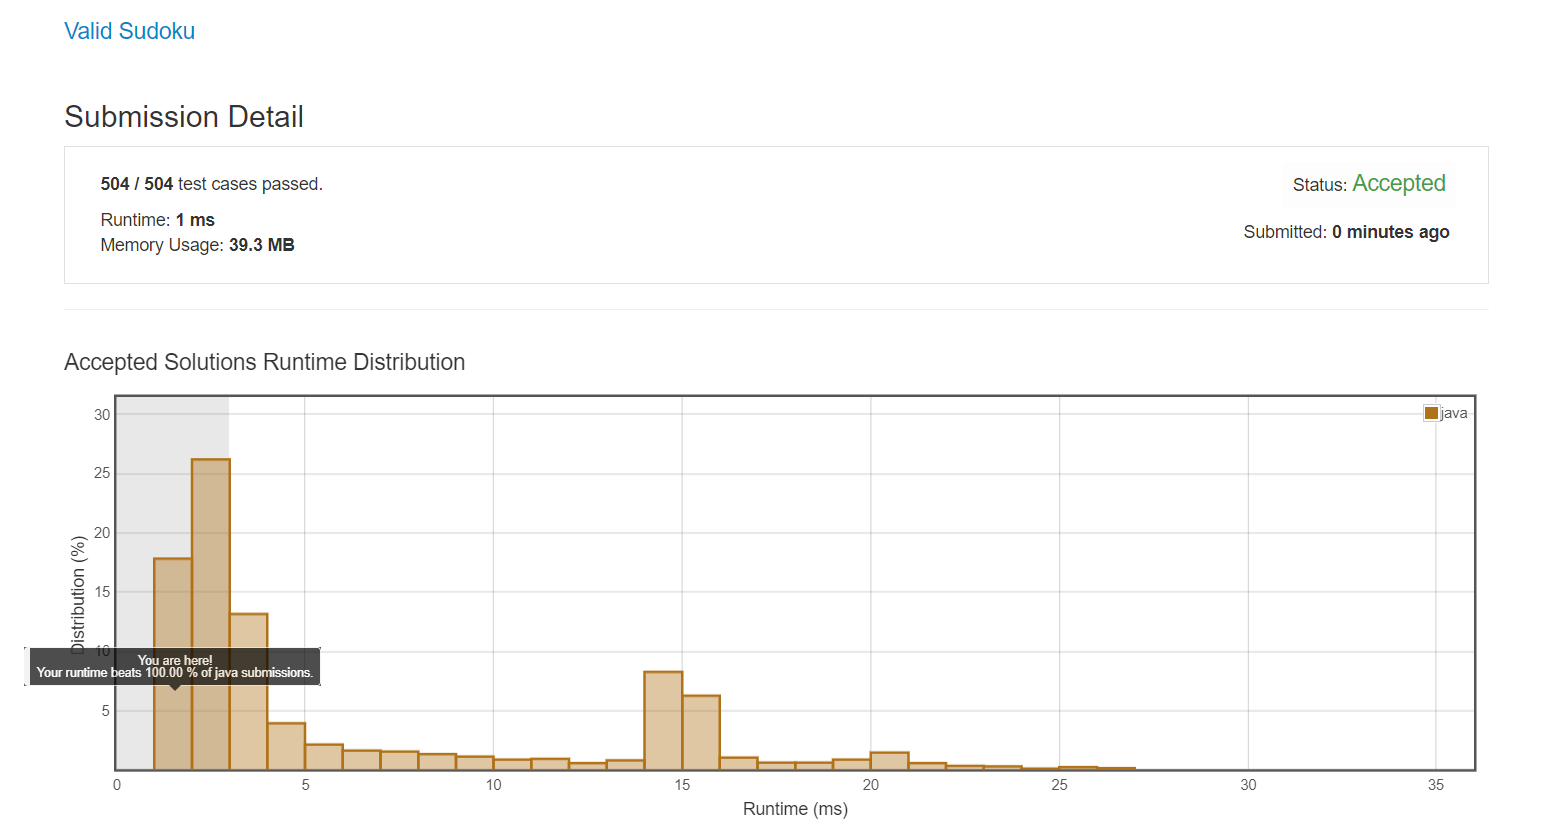 Valid Sudoku
Submission Detail
504 / 504 test cases passed.
Status: Accepted
Runtime: 1 ms
Submitted: 0 minutes ago
Memory Usage: 39.3 MB
Accepted Solutions Runtime Distribution
java
30
25
20
15
10
5
Distribution (%)
You are here!
Your runtime beats 100.00 % of java submissions.
0 5 10 15 20 25 30 35
Runtime (ms)